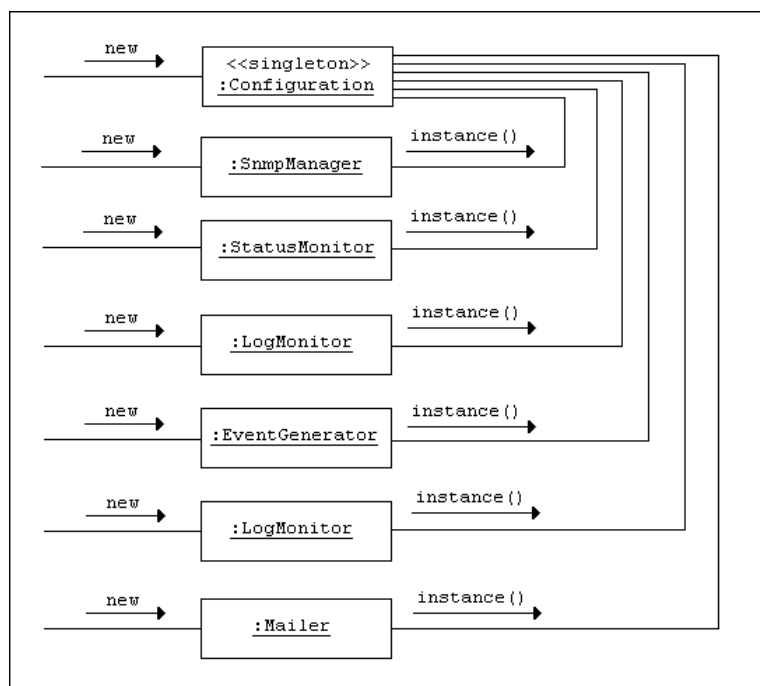 new
<<singleton>>
:Configuration
new
:SnmpManager
instance()
new
:StatusMonitor
instance()
new
:LogMonitor
instance()
new
:EventGenerator
instance()
new
:LogMonitor
instance()
new
:Mailer
instance()